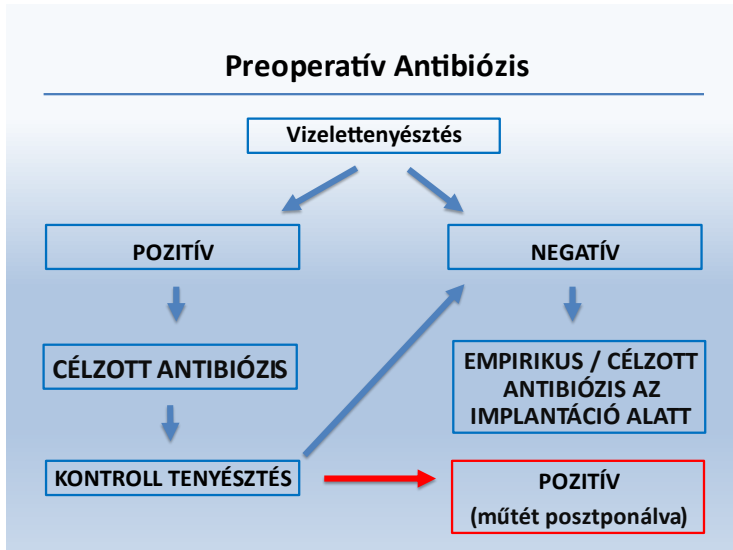 Preoperatív Antibiózis
Vizelettenyésztés
POZITÍV
NEGATÍV
CÉLZOTT ANTIBIÓZIS
EMPIRIKUS / CÉLZOTT
ANTIBIÓZIS AZ
IMPLANTÁCIÓ ALATT
KONTROLL TENYÉSZTÉS
POZITÍV
(műtét posztponálva)